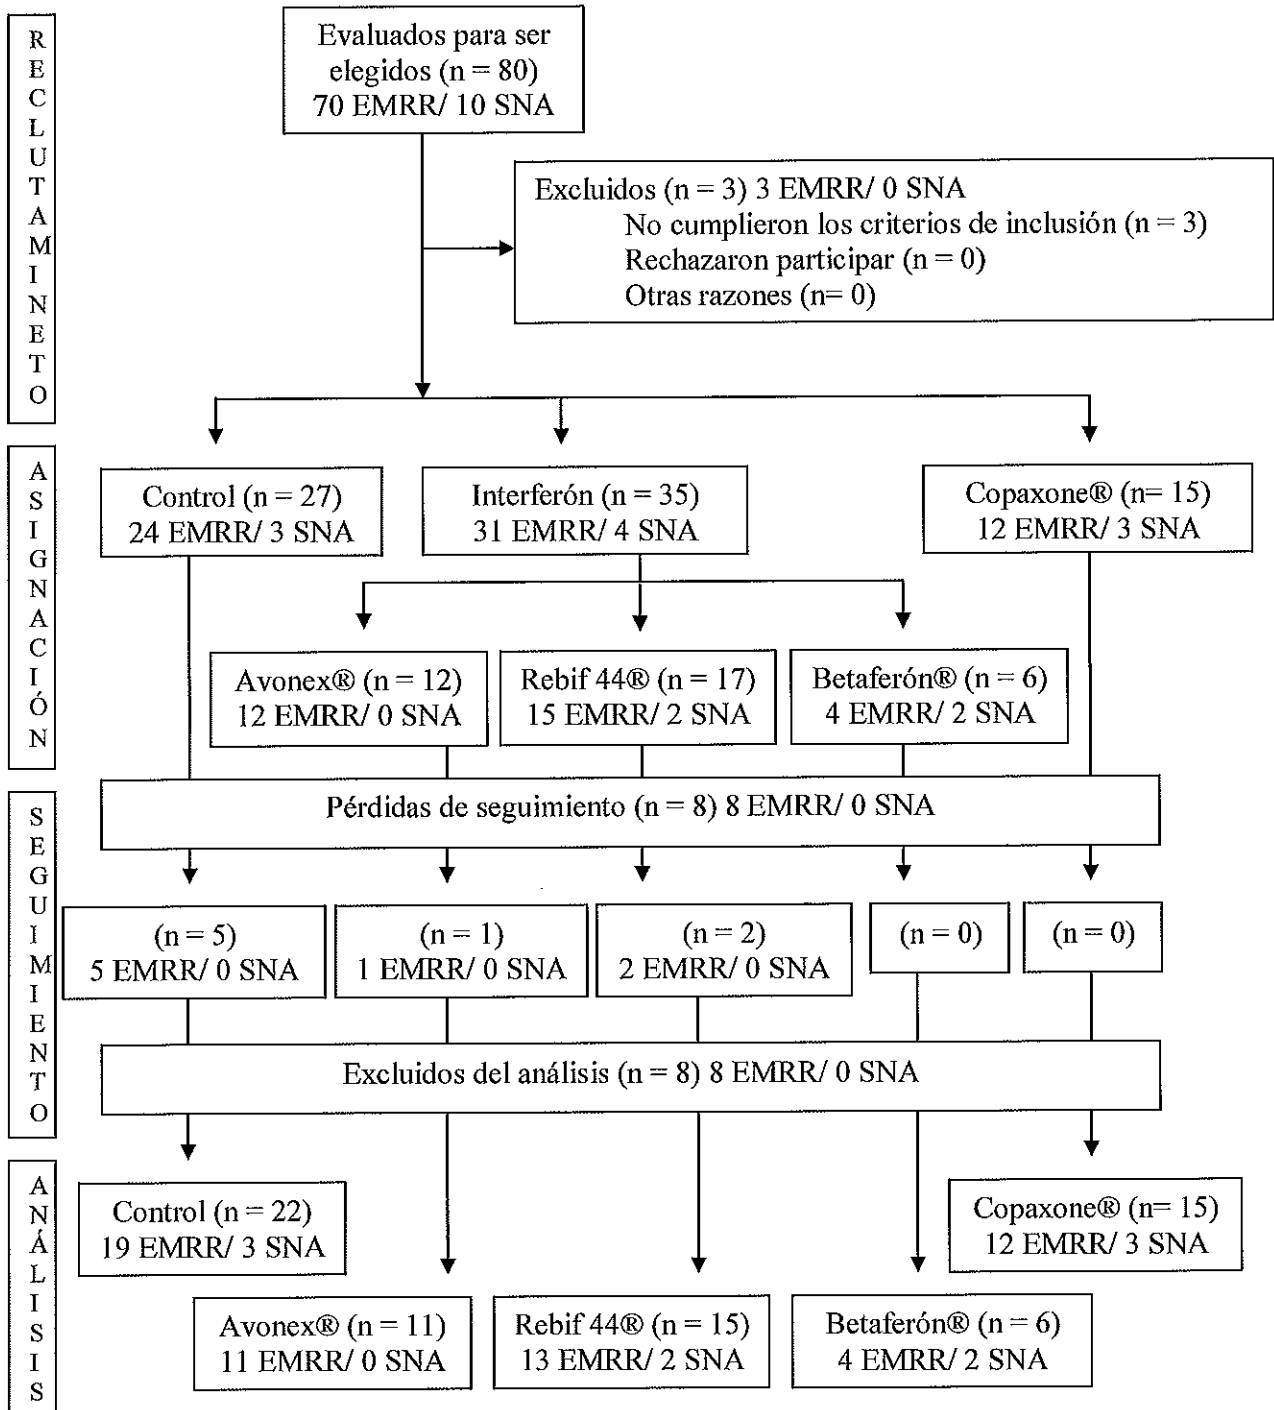 RECLUTAMINETO
Evaluados para ser
elegidos (n = 80)
70 EMRR/ 10 SNA
Excluidos (n = 3) 3 EMRR/ 0 SNA
No cumplieron los criterios de inclusión (n = 3)
Rechazaron participar (n = 0)
Otras razones (n= 0)
ASIGNACIÓN
Control (n = 27)
24 EMRR/ 3 SNA
Interferón (n = 35)
31 EMRR/ 4 SNA
Copaxone® (n= 15)
12 EMRR/ 3 SNA
Avonex® (n = 12)
12 EMRR/ 0 SNA
Rebif 44® (n = 17)
15 EMRR/ 2 SNA
Betaferón® (n = 6)
4 EMRR/ 2 SNA
SEGUIMIENTO
Pérdidas de seguimiento (n = 8) 8 EMRR/ 0 SNA
(n = 5)
5 EMRR/ 0 SNA
(n = 1)
1 EMRR/ 0 SNA
(n = 2)
2 EMRR/ 0 SNA
(n = 0)
(n = 0)
Excluidos del análisis (n = 8) 8 EMRR/ 0 SNA
ANÁLISIS
Control (n = 22)
19 EMRR/ 3 SNA
Copaxone® (n= 15)
12 EMRR/ 3 SNA
Avonex® (n = 11)
11 EMRR/ 0 SNA
Rebif 44® (n = 15)
13 EMRR/ 2 SNA
Betaferón® (n = 6)
4 EMRR/ 2 SNA